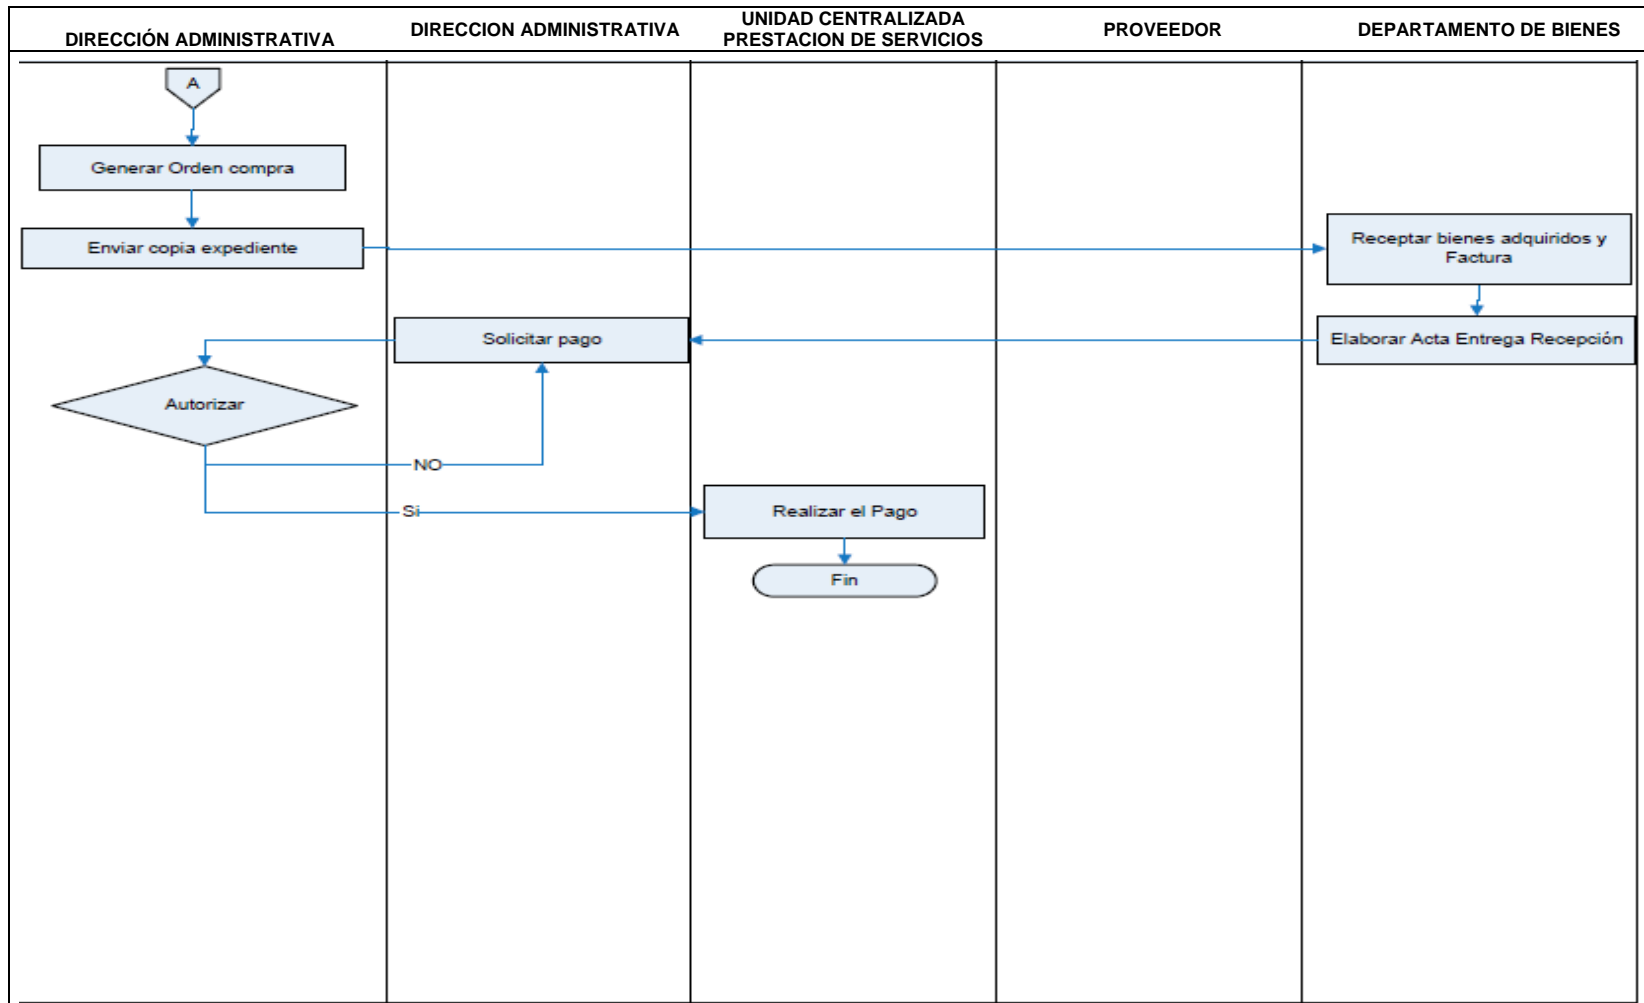 DIRECCIÓN ADMINISTRATIVA
DIRECCION ADMINISTRATIVA
UNIDAD CENTRALIZADA
PRESTACION DE SERVICIOS
PROVEEDOR
DEPARTAMENTO DE BIENES
A
Generar Orden compra
Enviar copia expediente
Receptar bienes adquiridos y
Factura
Solicitar pago
Elaborar Acta Entrega Recepción
Autorizar
NO
Si
Realizar el Pago
Fin